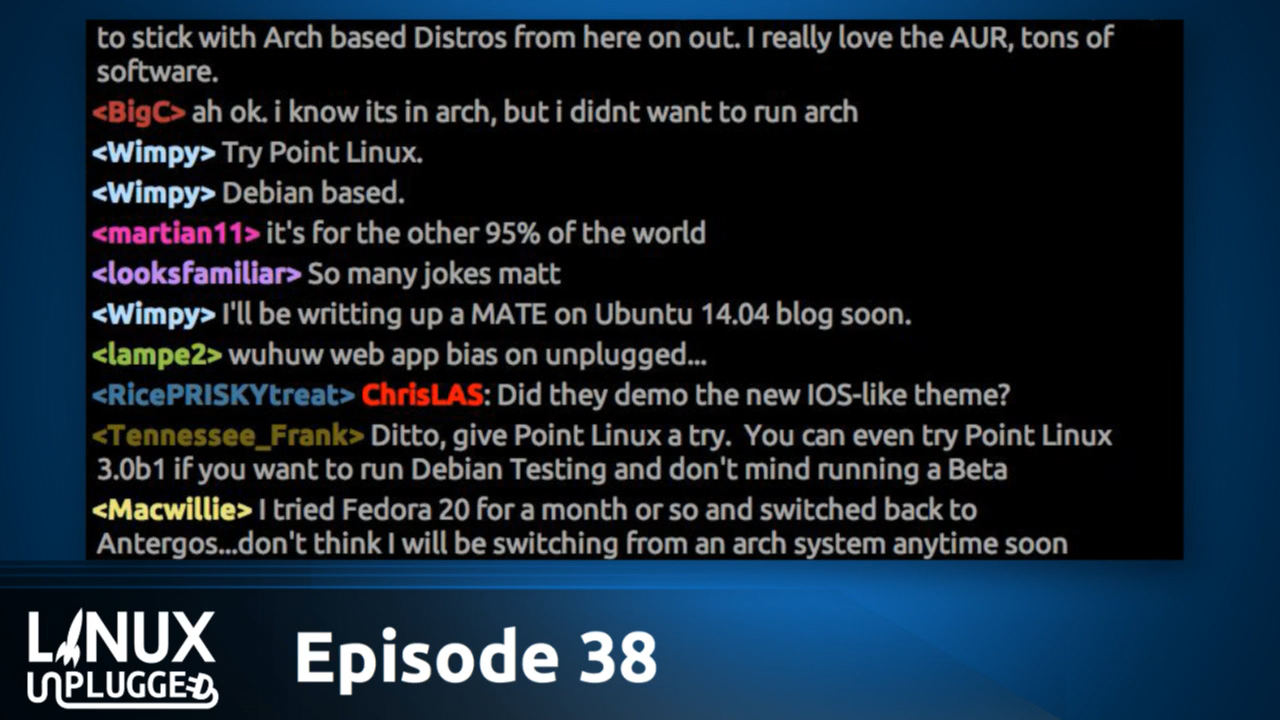 to stick with Arch based Distros from here on out. I really love the AUR, tons of
software.
<BigC> ah ok. i know its in arch, but i didnt want to run arch
<Wimpy> Try Point Linux.
<Wimpy> Debian based.
<martian11> it's for the other 95% of the world
<looksfamiliar> So many jokes matt
<Wimpy> I'll be writting up a MATE on Ubuntu 14.04 blog soon.
<lampe2> wuhuw web app bias on unplugged...
<RicePRISKYtreat> ChrisLAS: Did they demo the new IOS-like theme?
<Tennessee_Frank> Ditto, give Point Linux a try.  You can even try Point Linux
3.0b1 if you want to run Debian Testing and don't mind running a Beta
<Macwillie> I tried Fedora 20 for a month or so and switched back to
Antergos...don't think I will be switching from an arch system anytime soon
LINUX
UNPLUGGED
Episode 38